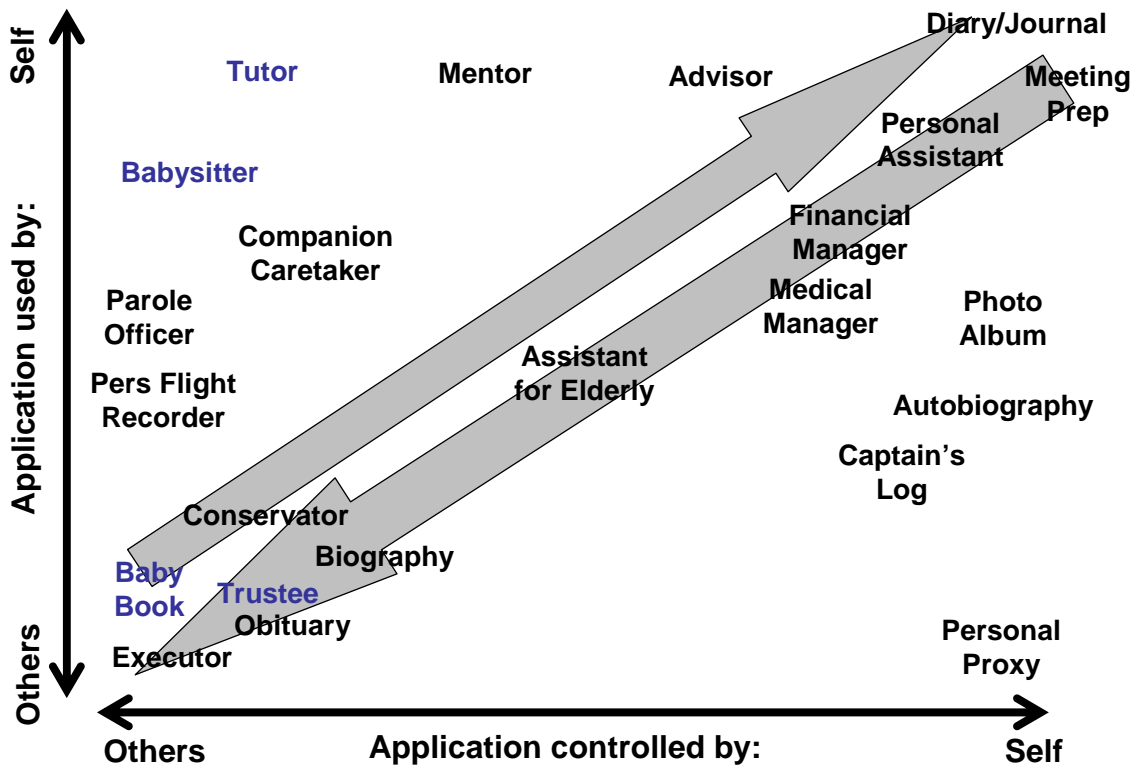 Diary/Journal
Self
Tutor
Mentor
Advisor
Meeting
Prep
Personal
Assistant
Babysitter
Financial
Manager
Companion
Caretaker
Medical
Manager
Parole
Officer
Photo
Album
Application used by:
Assistant
for Elderly
Pers Flight
Recorder
Autobiography
Captain’s
Log
Conservator
Biography
Baby
Book
Trustee
Obituary
Executor
Personal
Proxy
Others
Others
Application controlled by:
Self